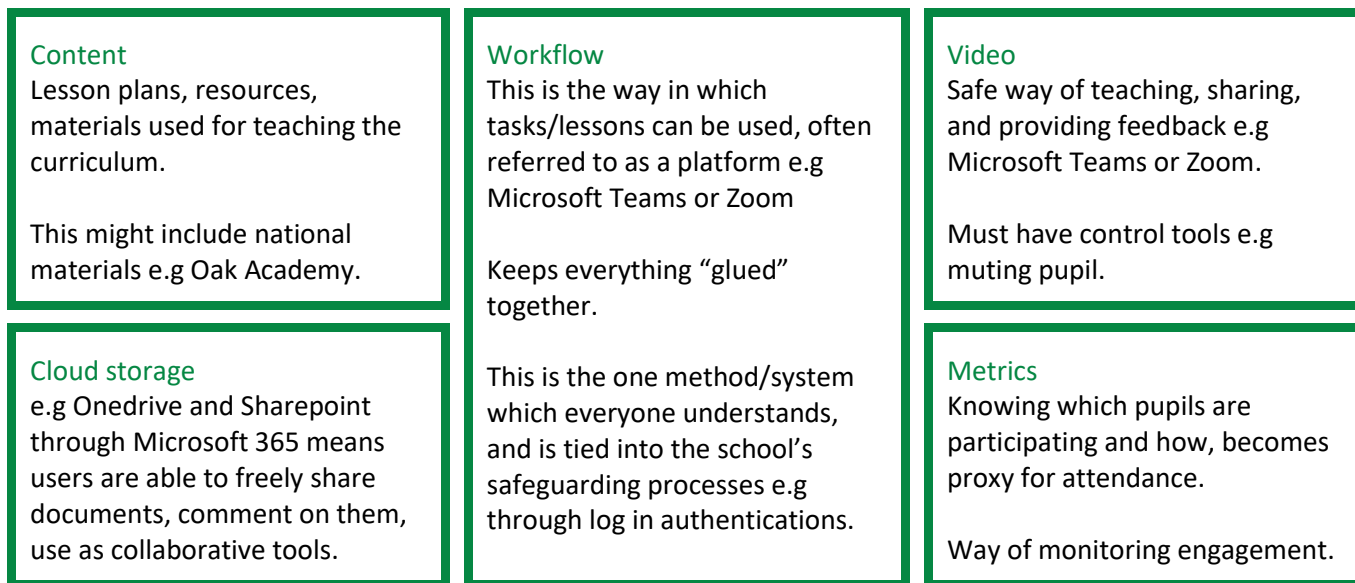 Content
Lesson plans, resources,
materials used for teaching the
curriculum.
This might include national
materials e.g Oak Academy.
Cloud storage
e.g Onedrive and Sharepoint
through Microsoft 365 means
users are able to freely share
documents, comment on them,
use as collaborative tools.
Workflow
This is the way in which
tasks/lessons can be used, often
referred to as a platform e.g
Microsoft Teams or Zoom
Keeps everything “glued”
together.
This is the one method/system
which everyone understands,
and is tied into the school’s
safeguarding processes e.g
through log in authentications.
Video
Safe way of teaching, sharing,
and providing feedback e.g
Microsoft Teams or Zoom.
Must have control tools e.g
muting pupil.
Metrics
Knowing which pupils are
participating and how, becomes
proxy for attendance.
Way of monitoring engagement.